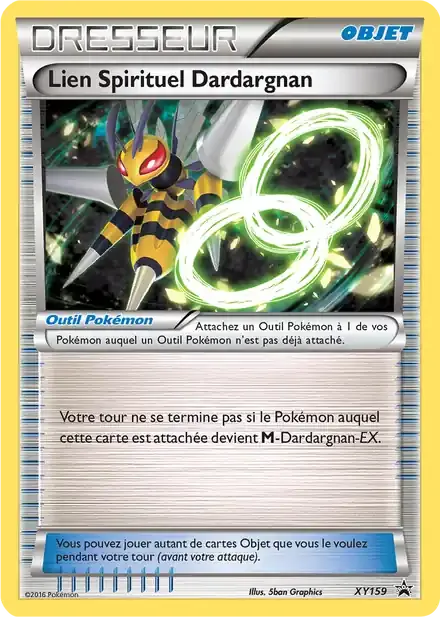 DRESSEUR
OBJET
Lien Spirituel Dardargnan
Outil Pokémon
Attachez un Outil Pokémon à 1 de vos
Pokémon auquel un Outil Pokémon n'est pas déjà attaché.
Votre tour ne se termine pas si le Pokémon auquel
cette carte est attachée devient M-Dardargnan-EX.
Vous pouvez jouer autant de cartes Objet que vous le voulez
pendant votre tour (avant votre attaque).
©2016 Pokémon
Illus. 5ban Graphics
XY159